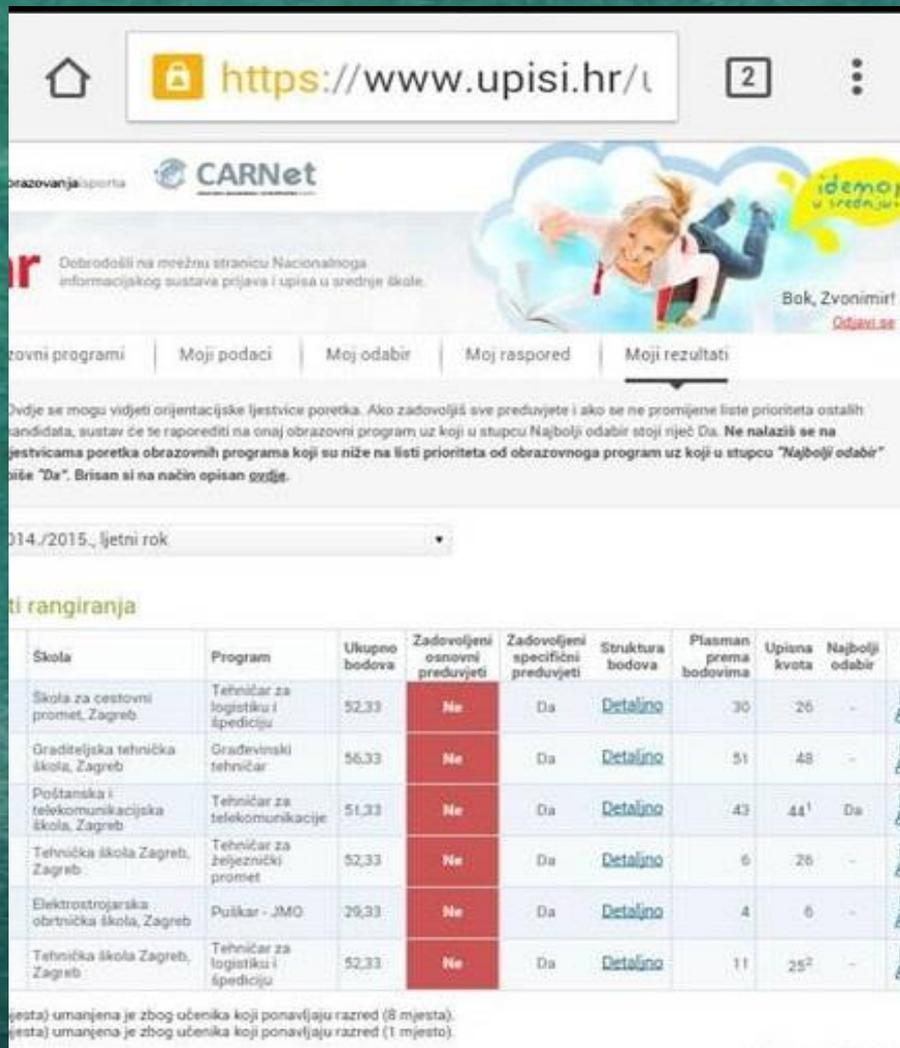 https://www.upisi.hr/u
2
CARNet
idemo
u srednju
Dobrodošli na mrežnu stranicu Nacionalnoga
informacijskog sustava prijava i upisa u srednje škole.
Bok, Zvonimir!
Odjavi se
zovni programi Moji podaci Moj odabir Moj raspored Moji rezultati
Ovdje se mogu vidjeti orijentacijske ljestvice poretka. Ako zadovoljiš sve preduvjete i ako se ne promijene liste prioriteta ostalih
kandidata, sustav će te raporediti na onaj obrazovni program uz koji u stupcu Najbolji odabir stoji riječ Da. Ne nalaziš se na
jestvicama poretka obrazovnih programa koji su niže na listi prioriteta od obrazovnoga program uz koji u stupcu "Najbolji odabir"
piše "Da". Brisan si na način opisan ovdje.
014./2015., ljetni rok
ti rangiranja
Škola Program Ukupno bodova Zadovoljeni osnovni preduvjeti Zadovoljeni specifični preduvjeti Struktura bodova Plasman prema bodovima Upisna kvota Najbolji odabir
Škola za cestovni promet, Zagreb Tehničar za logistiku i špediciju 52,33 Ne Da Detaljno 30 26 -
Graditeljska tehnička škola, Zagreb Građevinski tehničar 56,33 Ne Da Detaljno 51 48 -
Poštanska i telekomunikacijska škola, Zagreb Tehničar za telekomunikacije 51,33 Ne Da Detaljno 43 44¹ Da
Tehnička škola Zagreb, Zagreb Tehničar za željeznički promet 52,33 Ne Da Detaljno 6 26 -
Elektrostrojarska obrtnička škola, Zagreb Puškar - JMO 29,33 Ne Da Detaljno 4 6 -
Tehnička škola Zagreb, Zagreb Tehničar za logistiku i špediciju 52,33 Ne Da Detaljno 11 25² -
jesta) umanjena je zbog učenika koji ponavljaju razred (8 mjesta).
jesta) umanjena je zbog učenika koji ponavljaju razred (1 mjesto).